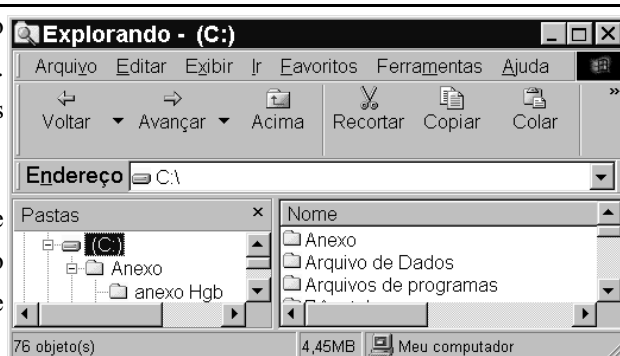 Explorando - (C:)
Arquivo Editar Exibir Ir Favoritos Ferramentas Ajuda
Voltar Avançar Acima Recortar Copiar Colar »
Endereço C:\
Pastas × Nome
(C:)
Anexo
anexo Hgb
Anexo
Arquivo de Dados
Arquivos de programas
76 objeto(s) 4,45MB Meu computador